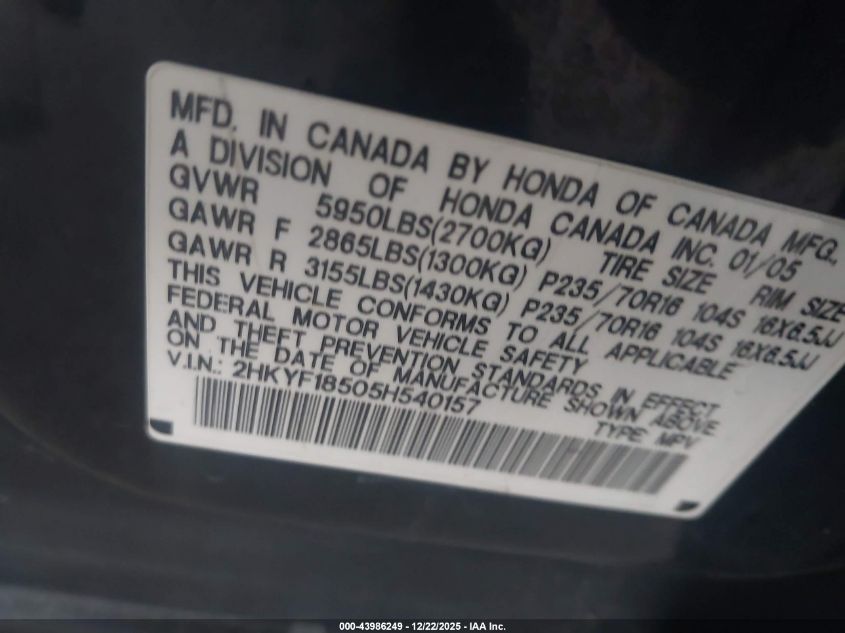 MFD. IN CANADA BY HONDA OF CANADA MFG.
A DIVISION OF HONDA CANADA INC. 01/05
GVWR 5950LBS(2700KG) TIRE SIZE RIM SIZE
GAWR F 2865LBS(1300KG) P235/70R16 104S 16X6.5JJ
GAWR R 3155LBS(1430KG) P235/70R16 104S 16X6.5JJ
THIS VEHICLE CONFORMS TO ALL APPLICABLE
FEDERAL MOTOR VEHICLE SAFETY
AND THEFT PREVENTION STANDARDS IN EFFECT
ON THE DATE OF MANUFACTURE SHOWN ABOVE
V.I.N.: 2HKYF18505H540157 TYPE MPV
000-43986249 - 12/22/2025 - IAA Inc.